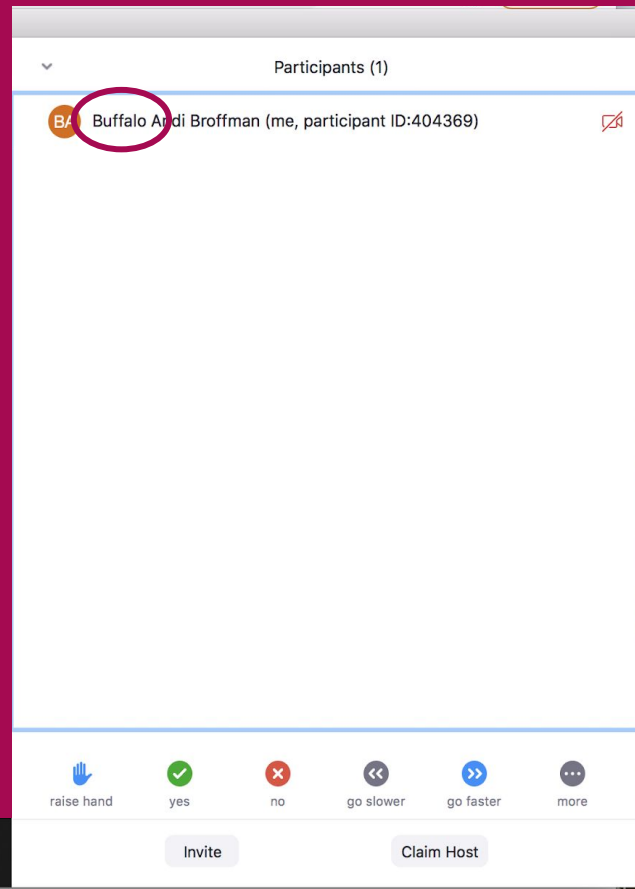 Participants (1)
BA Buffalo Andi Broffman (me, participant ID:404369)
raise hand yes no go slower go faster more
Invite Claim Host